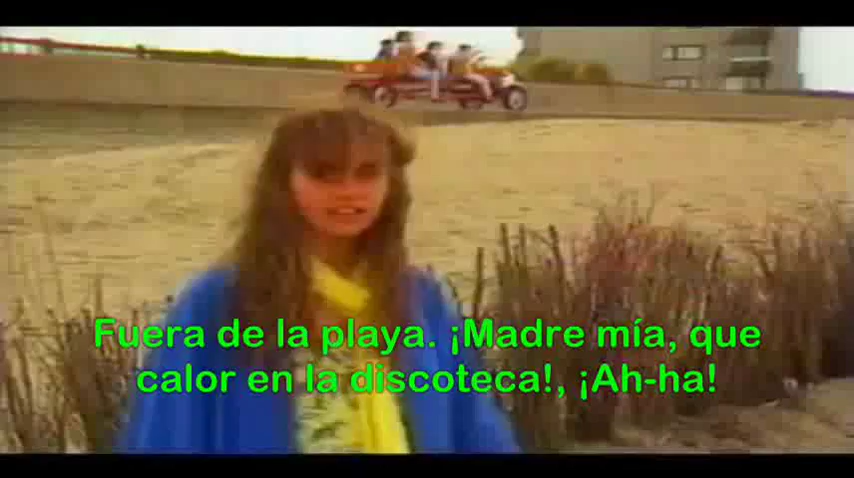 Fuera de la playa. ¡Madre mía, que
calor en la discoteca!, ¡Ah-ha!